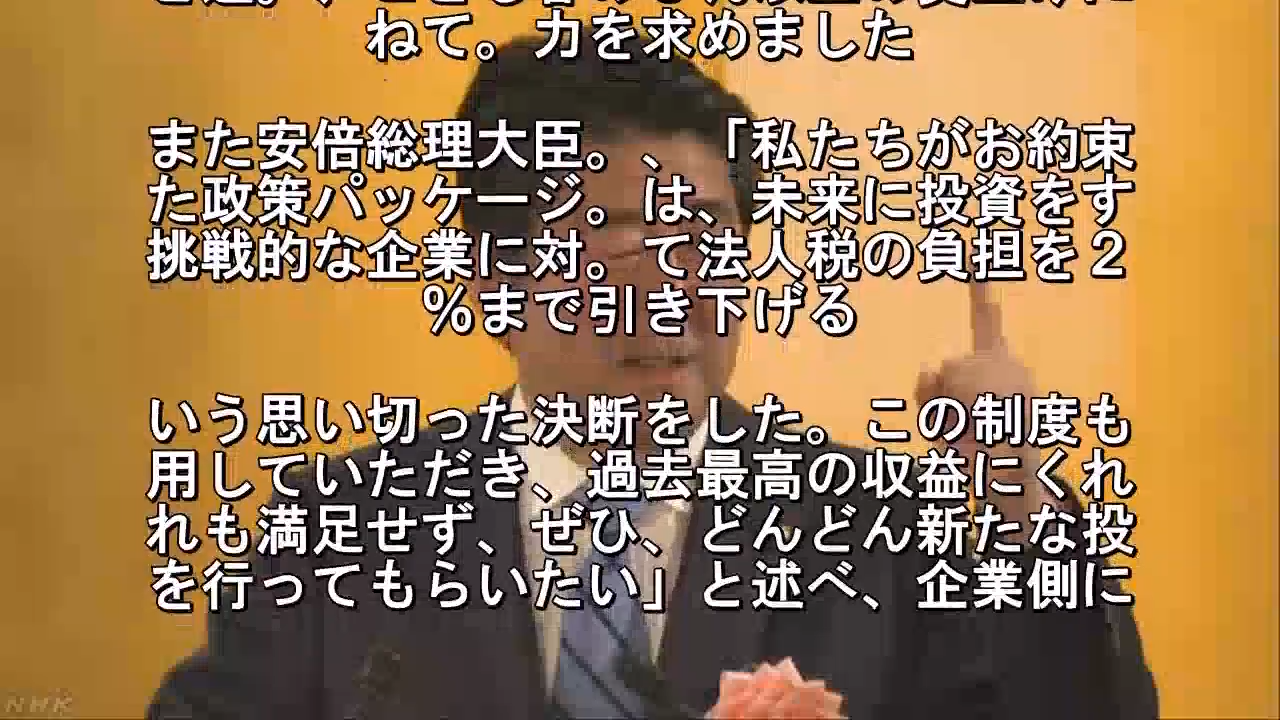 ねて。力を求めました
また安倍総理大臣。、「私たちがお約束
た政策パッケージ。は、未来に投資をす
挑戦的な企業に対。て法人税の負担を２
％まで引き下げる
いう思い切った決断をした。この制度も
用していただき、過去最高の収益にくれ
れも満足せず、ぜひ、どんどん新たな投
を行ってもらいたい」と述べ、企業側に
NHK